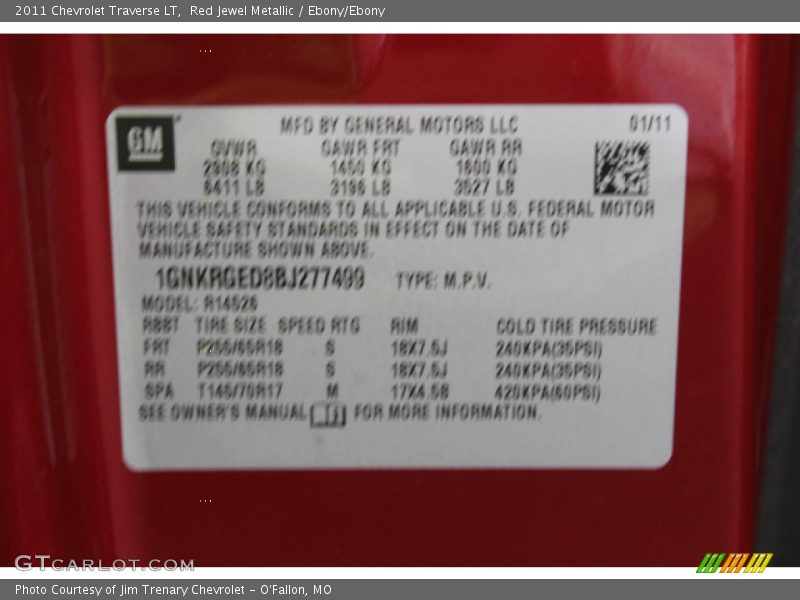 2011 Chevrolet Traverse LT, Red Jewel Metallic / Ebony/Ebony
GM
MFD BY GENERAL MOTORS LLC 01/11
GVWR GAWR FRT GAWR RR
2908 KG 1450 KG 1600 KG
6411 LB 3196 LB 3527 LB
THIS VEHICLE CONFORMS TO ALL APPLICABLE U.S. FEDERAL MOTOR
VEHICLE SAFETY STANDARDS IN EFFECT ON THE DATE OF
MANUFACTURE SHOWN ABOVE.
1GNKRGED8BJ277499 TYPE: M.P.V.
MODEL: R14526
TIRE SIZE SPEED RTG RIM COLD TIRE PRESSURE
FRT P255/65R18 S 18X7.5J 240KPA(35PSI)
RR P255/65R18 S 18X7.5J 240KPA(35PSI)
SPA T145/70R17 M 17X4.5B 420KPA(60PSI)
SEE OWNER'S MANUAL FOR MORE INFORMATION.
GTCARLOT.COM
Photo Courtesy of Jim Trenary Chevrolet - O'Fallon, MO